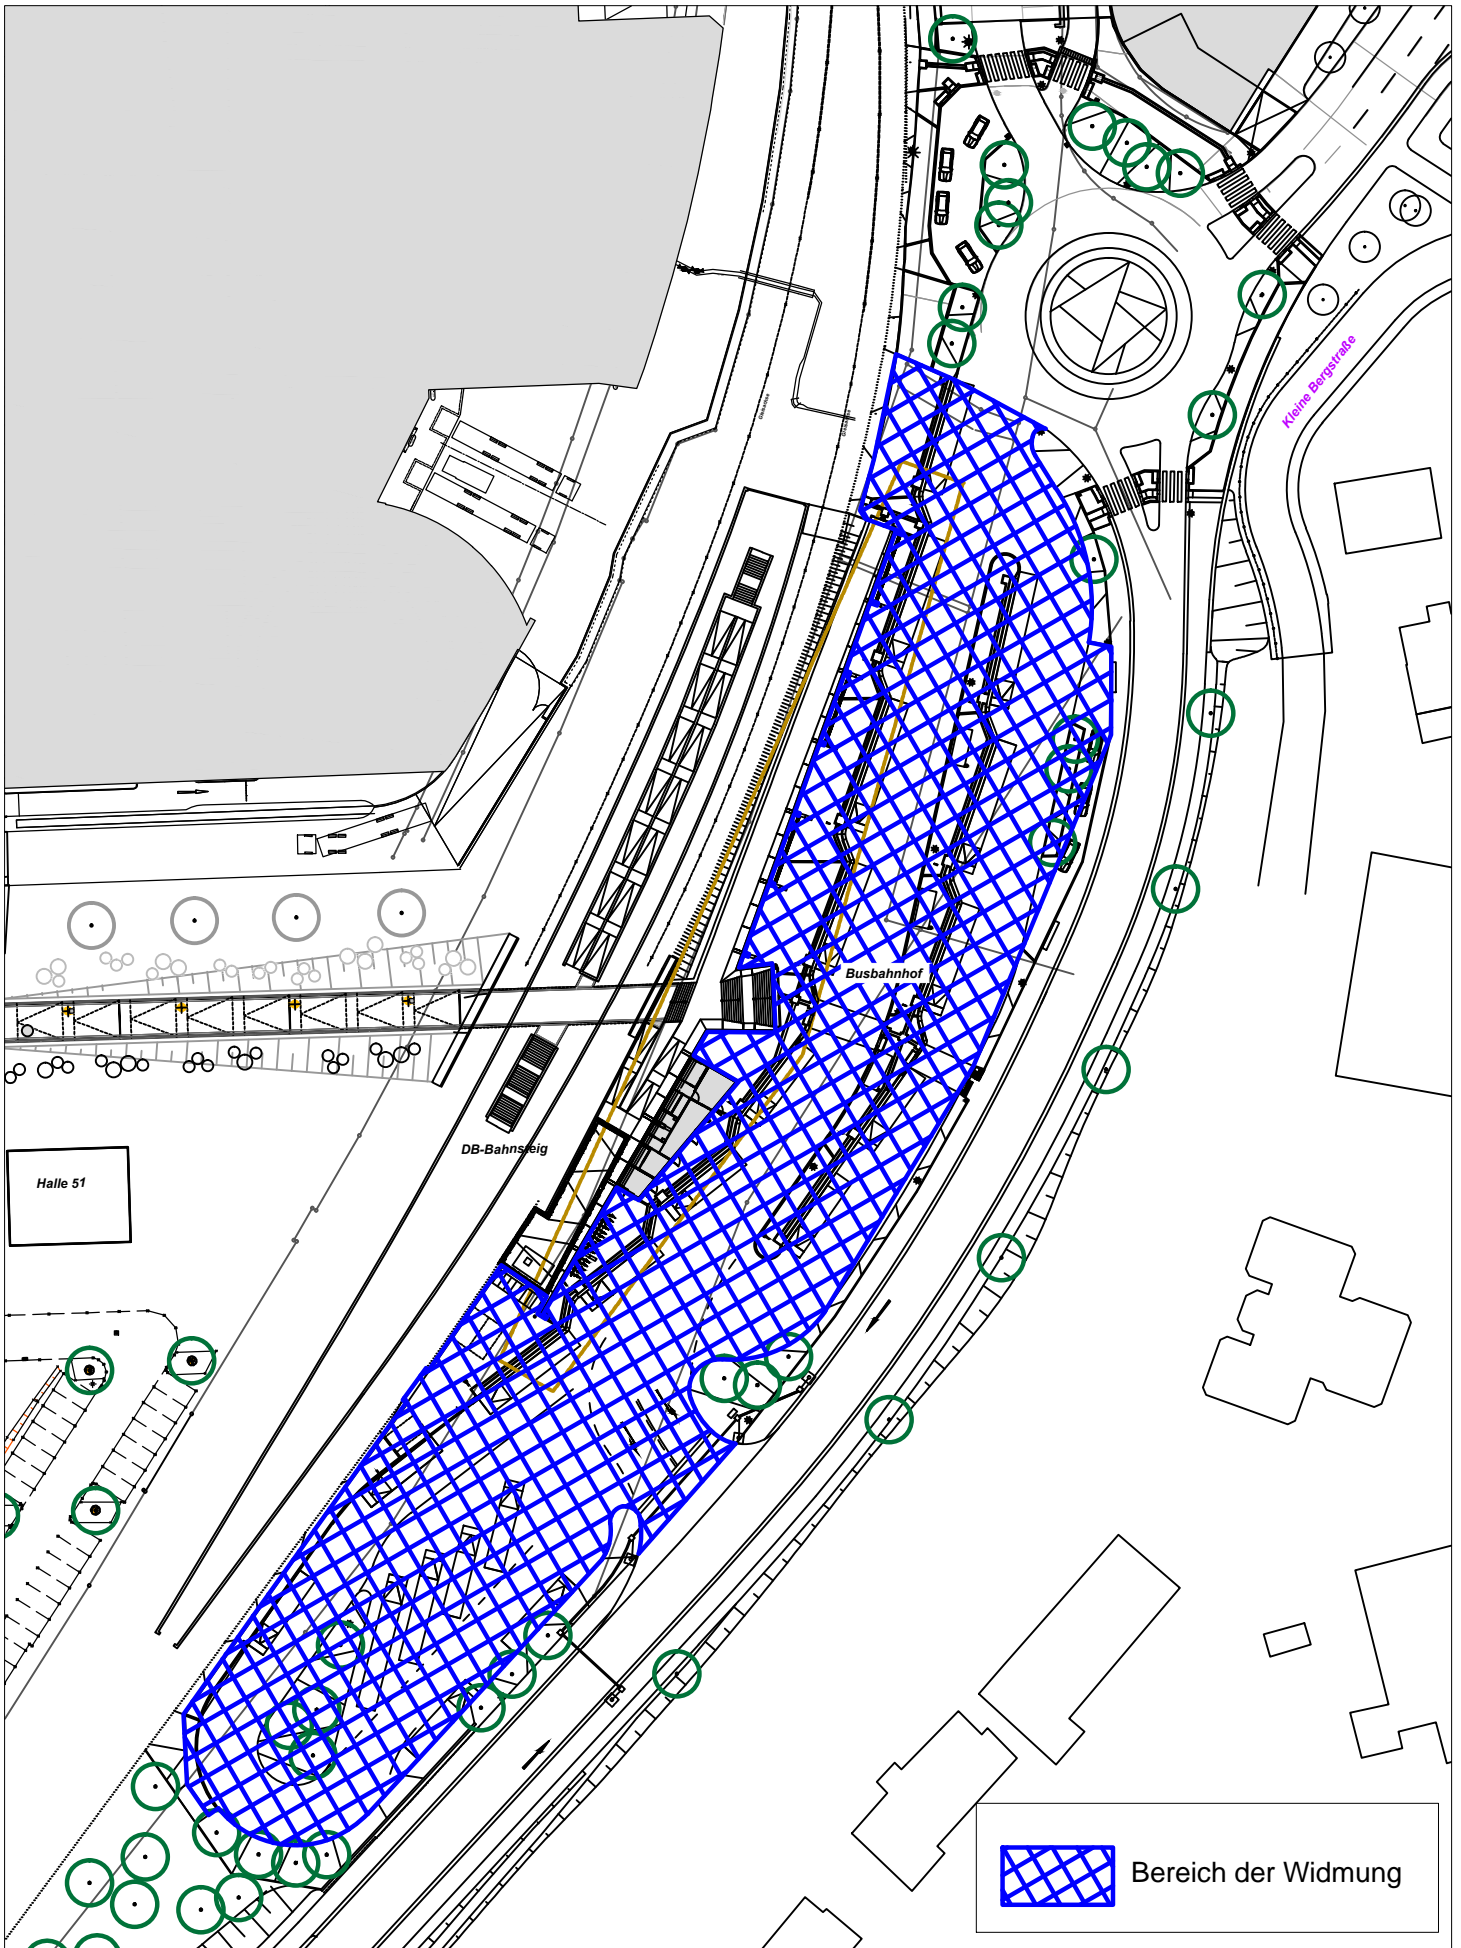 Kleine Bergstraße
Busbahnhof
DB-Bahnsteig
Halle 51
Bereich der Widmung